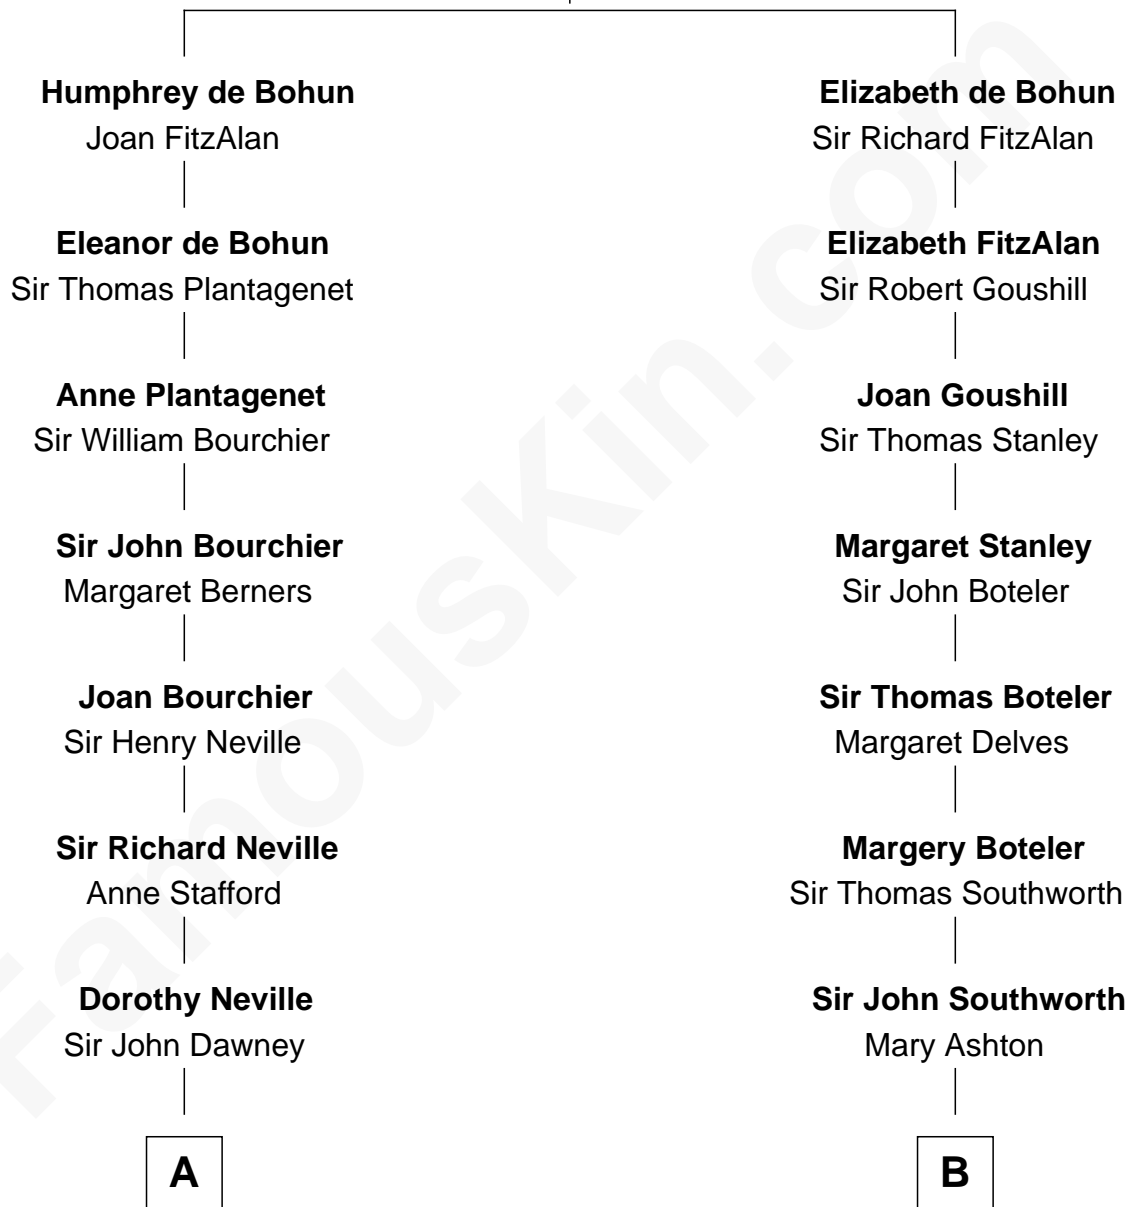 Humphrey de Bohun
Joan FitzAlan
Eleanor de Bohun
Sir Thomas Plantagenet
Anne Plantagenet
Sir William Bourchier
Sir John Bourchier
Margaret Berners
Joan Bourchier
Sir Henry Neville
Sir Richard Neville
Anne Stafford
Dorothy Neville
Sir John Dawney
A
Elizabeth de Bohun
Sir Richard FitzAlan
Elizabeth FitzAlan
Sir Robert Goushill
Joan Goushill
Sir Thomas Stanley
Margaret Stanley
Sir John Boteler
Sir Thomas Boteler
Margaret Delves
Margery Boteler
Sir Thomas Southworth
Sir John Southworth
Mary Ashton
B
FamousKin.com